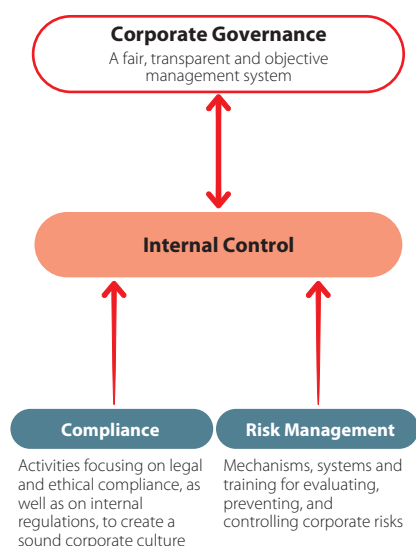 Corporate Governance
A fair, transparent and objective
management system
Internal Control
Compliance
Activities focusing on legal
and ethical compliance, as
well as on internal
regulations, to create a
sound corporate culture
Risk Management
Mechanisms, systems and
training for evaluating,
preventing, and
controlling corporate risks